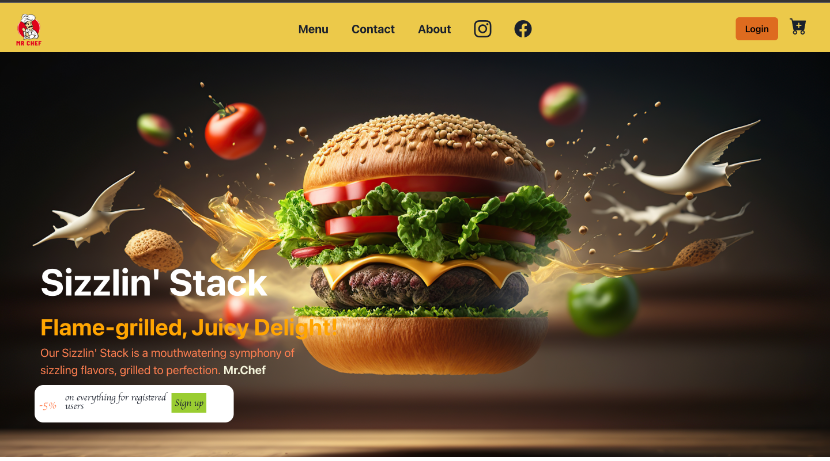 MR CHEF
Menu Contact About
Login
Sizzlin' Stack
Flame-grilled, Juicy Delight!
Our Sizzlin' Stack is a mouthwatering symphony of
sizzling flavors, grilled to perfection. Mr.Chef
-5%
on everything for registered
users
Sign up